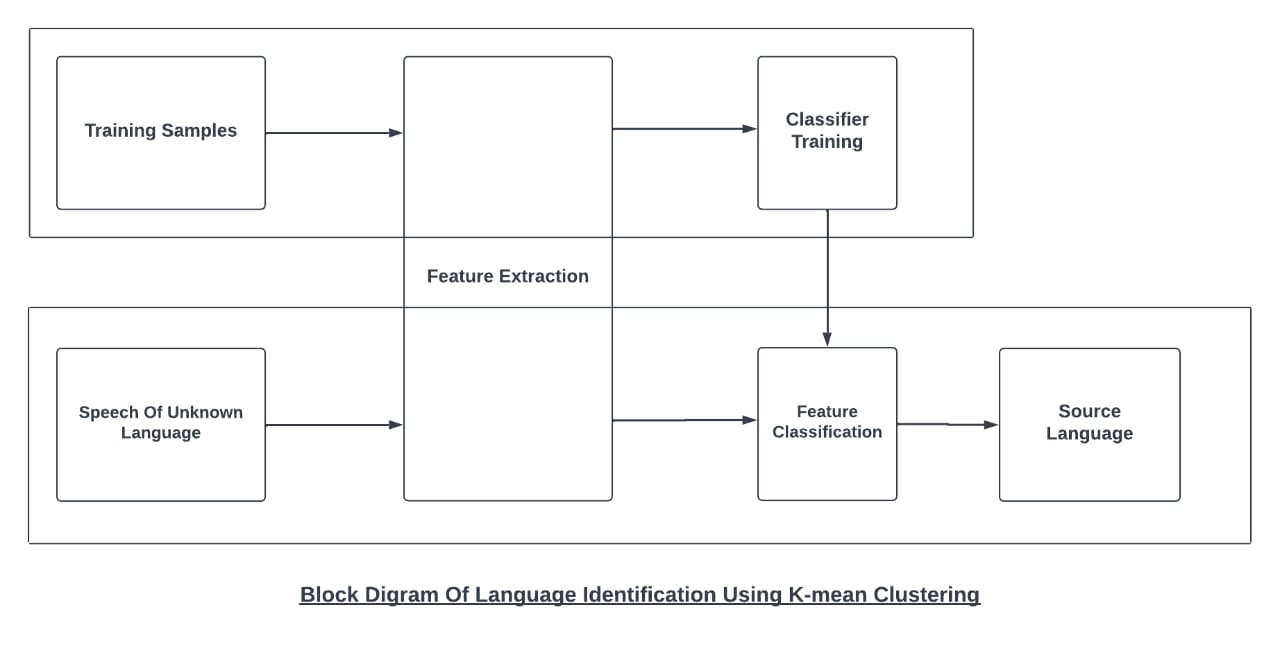 Training Samples
Classifier
Training
Feature Extraction
Speech Of Unknown
Language
Feature
Classification
Source
Language
Block Digram Of Language Identification Using K-mean Clustering